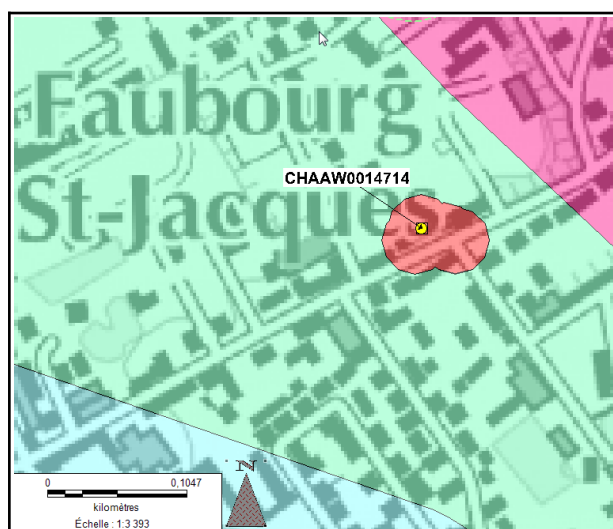 Faubourg
CHAAW0014714
St-Jacques
N
0 0,1047
kilomètres
Échelle : 1:3 393